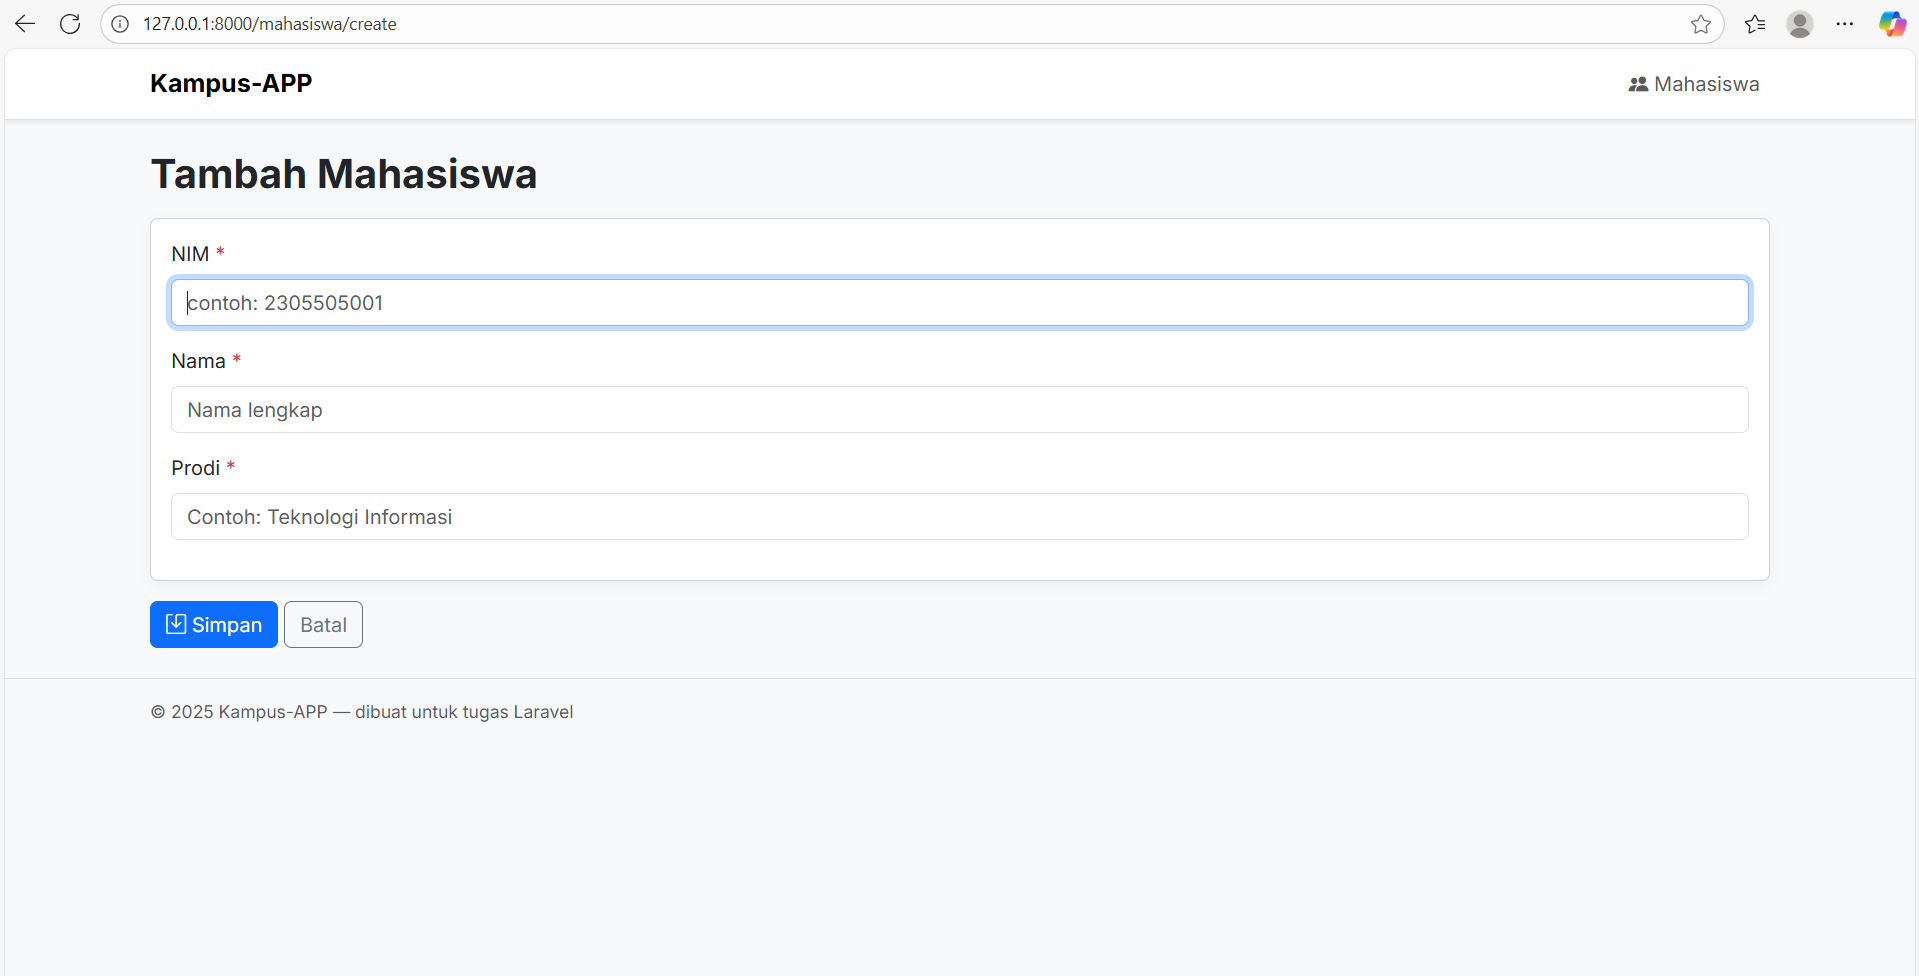 127.0.0.1:8000/mahasiswa/create
Kampus-APP
Mahasiswa
Tambah Mahasiswa
NIM *
contoh: 2305505001
Nama *
Nama lengkap
Prodi *
Contoh: Teknologi Informasi
Simpan
Batal
© 2025 Kampus-APP — dibuat untuk tugas Laravel